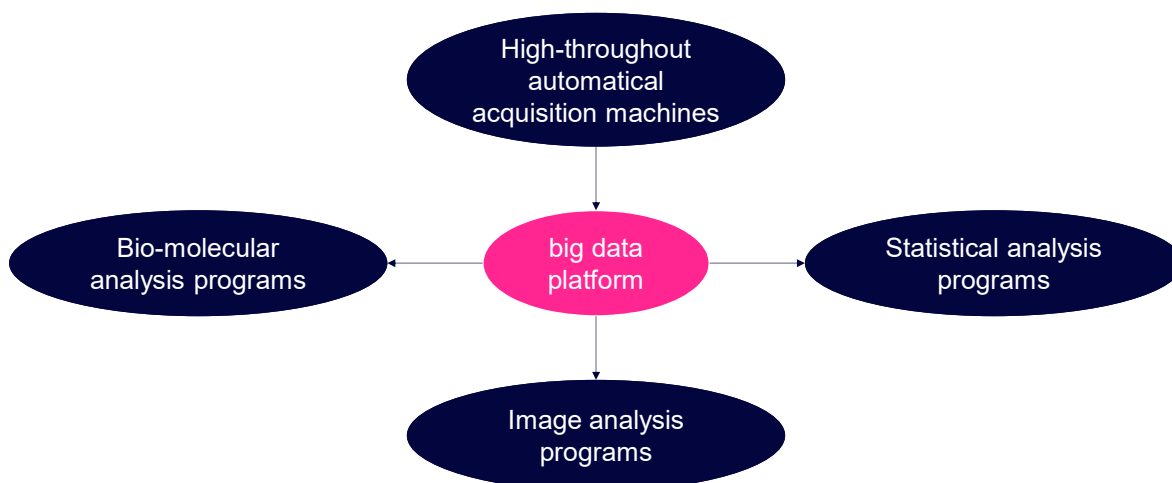 High-throughout
automatical
acquisition machines
Bio-molecular
analysis programs
big data
platform
Statistical analysis
programs
Image analysis
programs